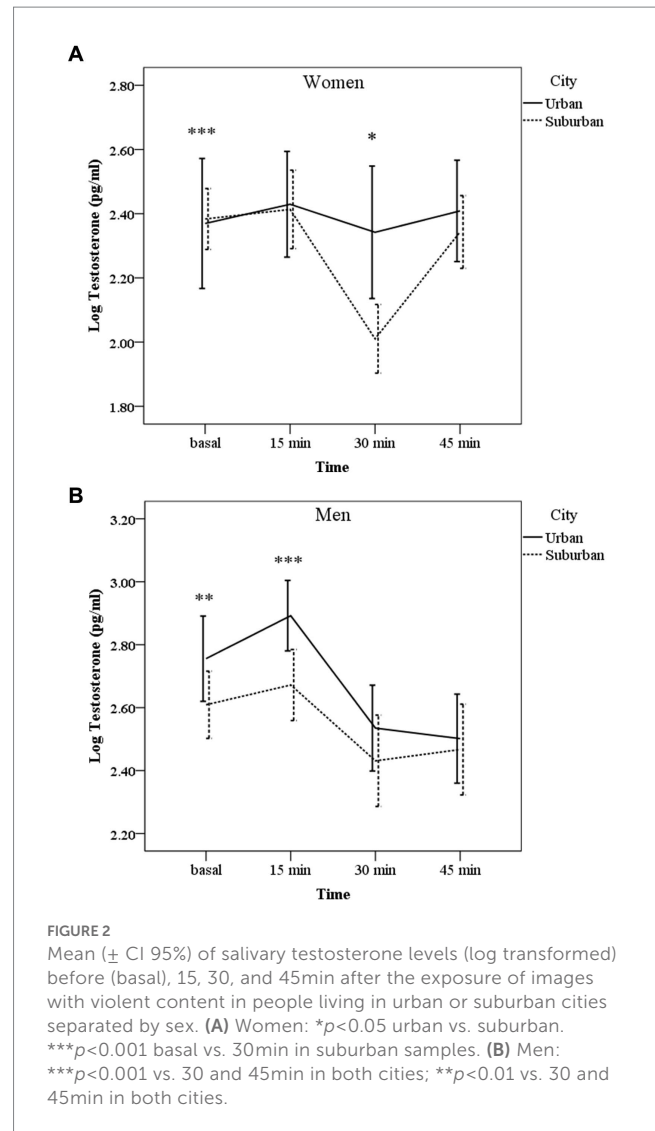 A
Women
City
Urban
Suburban
2.80
2.60
2.40
2.20
2.00
1.80
Log Testosterone (pg/ml)
***
*
basal 15 min 30 min 45 min
Time
B
Men
City
Urban
Suburban
3.20
3.00
2.80
2.60
2.40
2.20
Log Testosterone (pg/ml)
**
***
basal 15 min 30 min 45 min
Time
FIGURE 2
Mean (± CI 95%) of salivary testosterone levels (log transformed)
before (basal), 15, 30, and 45min after the exposure of images
with violent content in people living in urban or suburban cities
separated by sex. (A) Women: *p<0.05 urban vs. suburban.
***p<0.001 basal vs. 30min in suburban samples. (B) Men:
***p<0.001 vs. 30 and 45min in both cities; **p<0.01 vs. 30 and
45min in both cities.